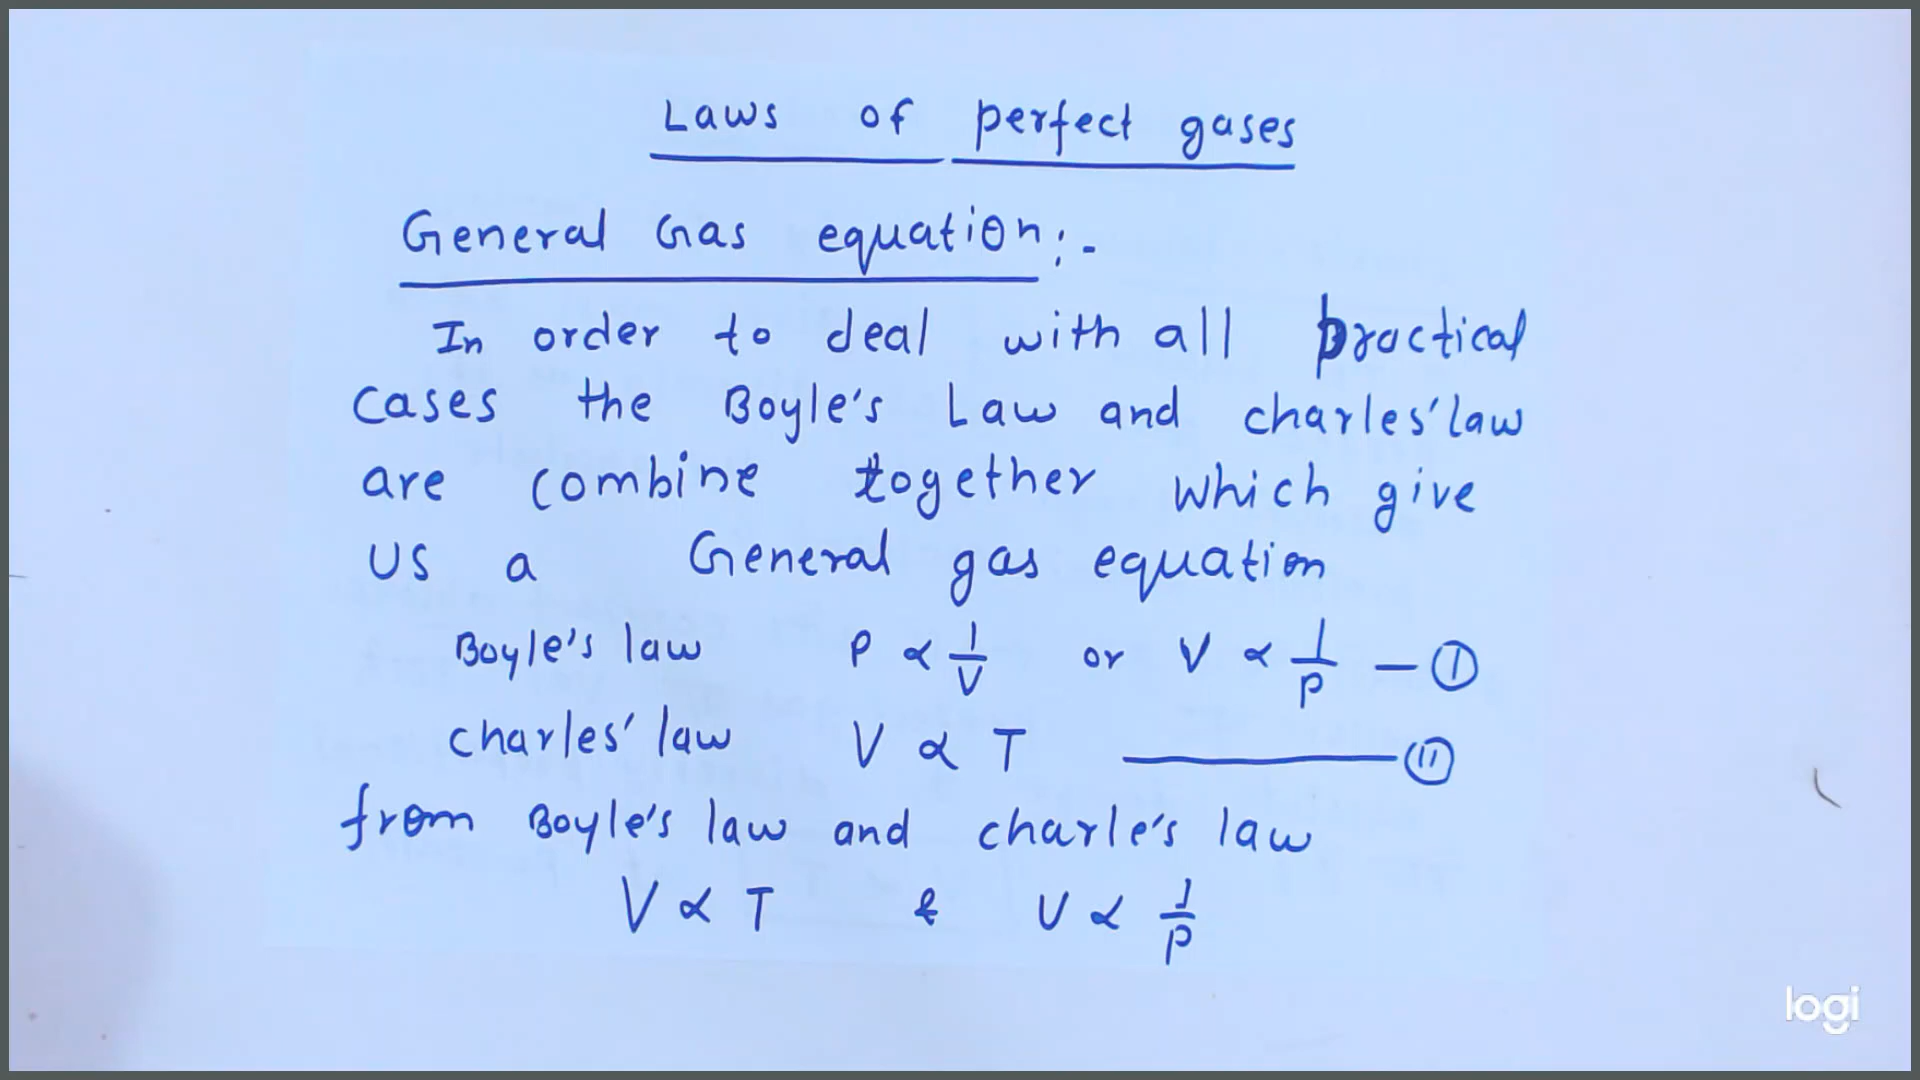 Laws of perfect gases
General Gas equation:-
In order to deal with all practical
cases the Boyle's Law and charles' law
are combine together which give
us a General gas equation
Boyle's law P ∝ 1/V or V ∝ 1/P — (I)
charles' law V ∝ T — (II)
from Boyle's law and charle's law
V ∝ T & V ∝ 1/P
logi